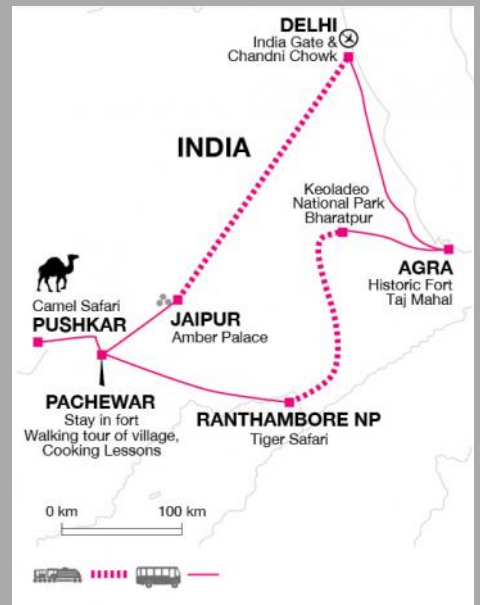 DELHI
India Gate &
Chandni Chowk
INDIA
Keoladeo
National Park
Bharatpur
AGRA
Historic Fort
Taj Mahal
Camel Safari
PUSHKAR
JAIPUR
Amber Palace
PACHEWAR
Stay in fort
Walking tour of village,
Cooking Lessons
RANTHAMBORE NP
Tiger Safari
0 km
100 km